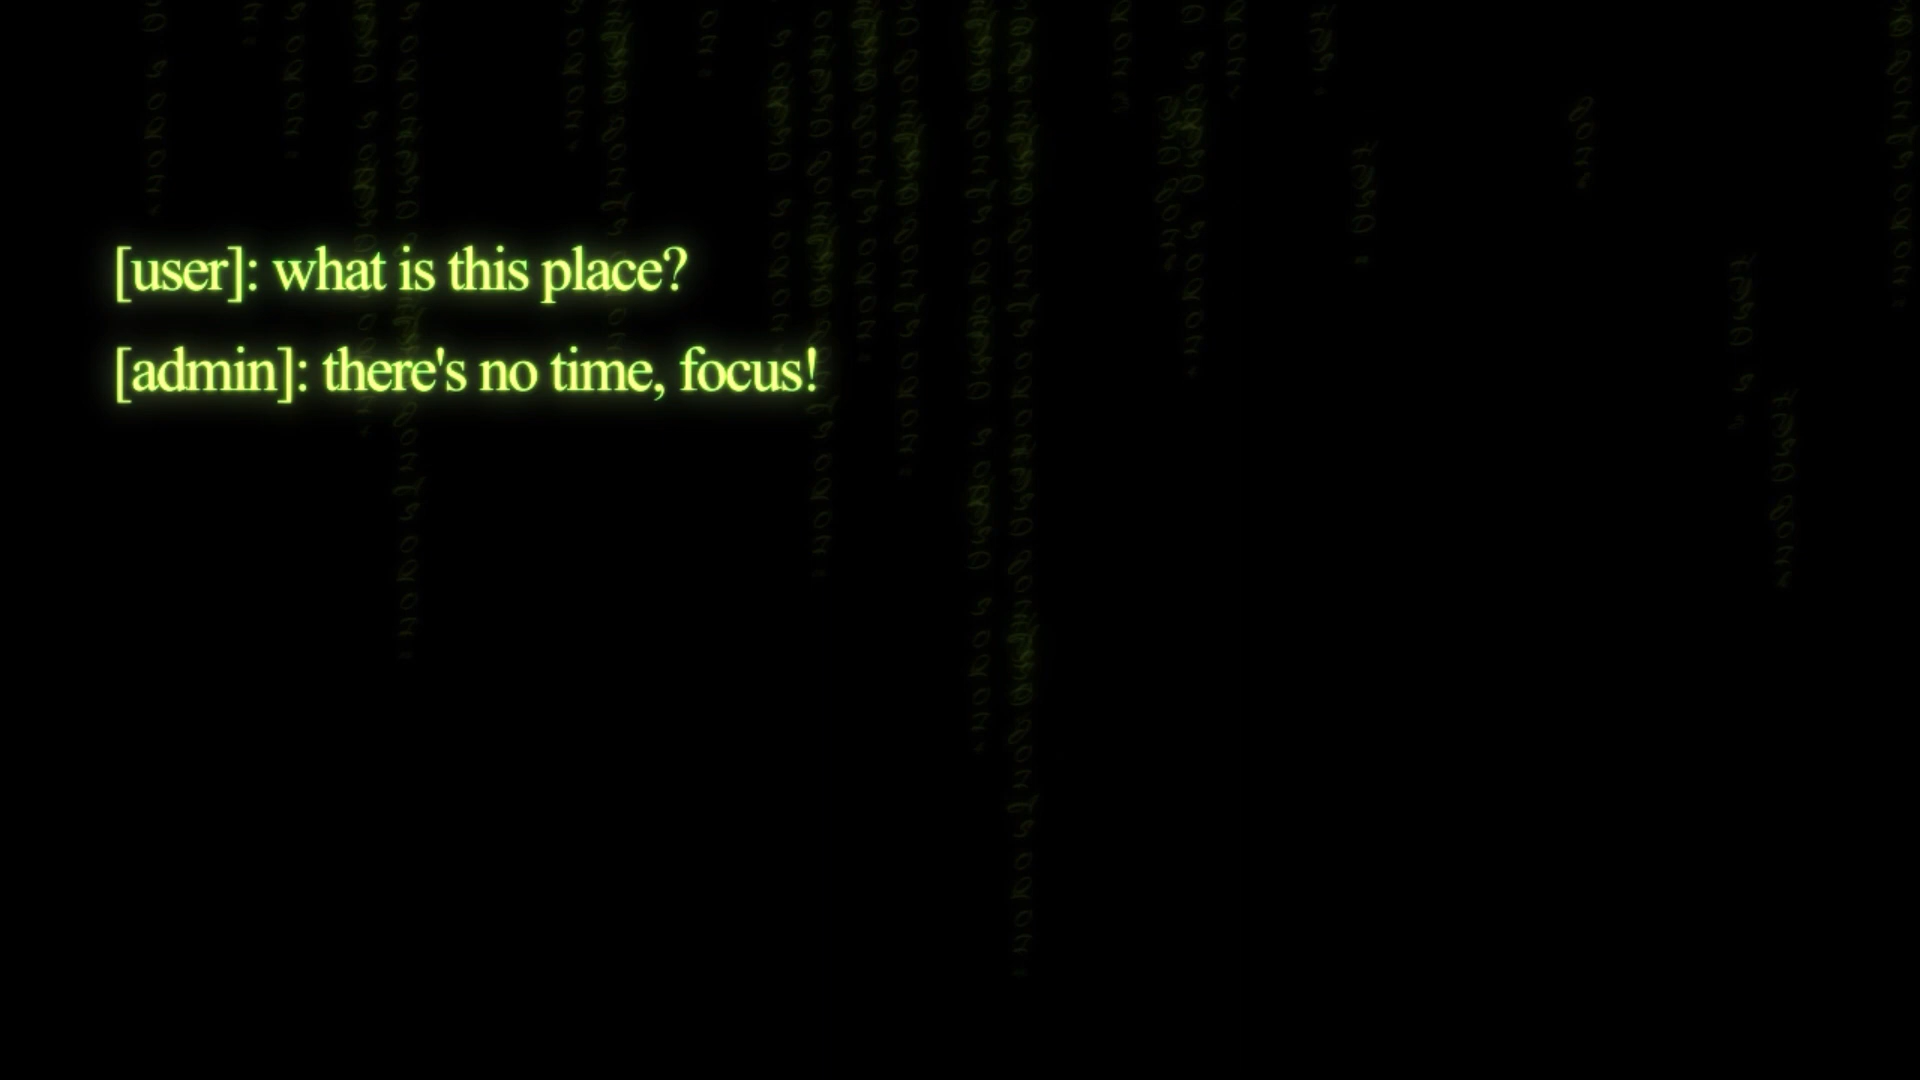 [user]: what is this place?
[admin]: there's no time, focus!